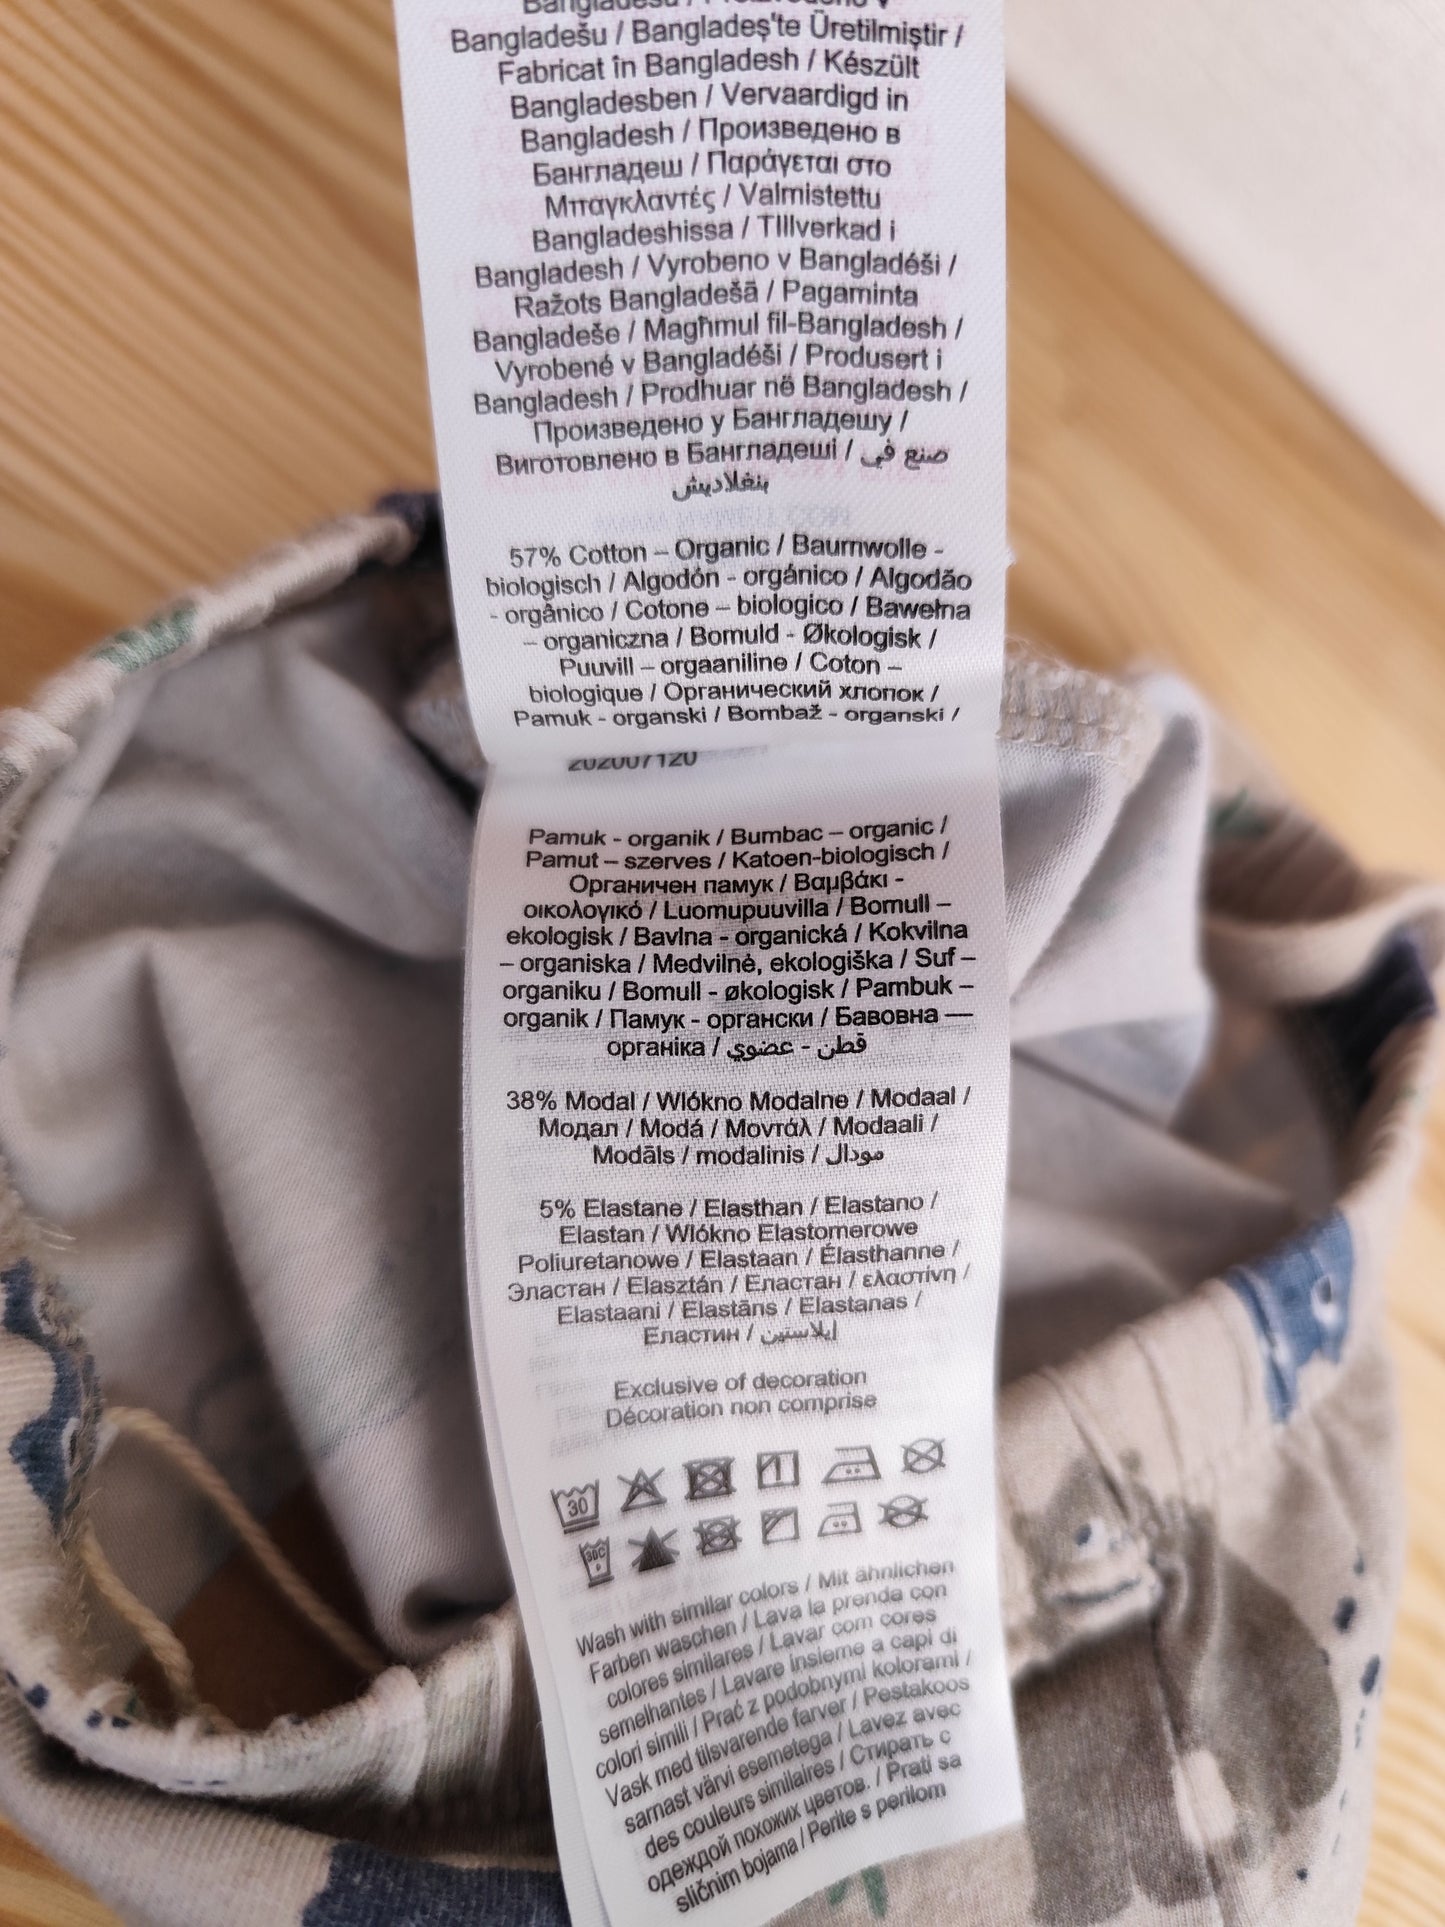 Bangladešu / Bangladeş'te Üretilmiştir /
Fabricat în Bangladesh / Készült
Bangladesben / Vervaardigd in
Bangladesh / Произведено в
Бангладеш / Παράγεται στο
Μπαγκλαντές / Valmistettu
Bangladeshissa / TIllverkad i
Bangladesh / Vyrobeno v Bangladéši /
Ražots Bangladešā / Pagaminta
Bangladeše / Magħmul fil-Bangladesh /
Vyrobené v Bangladéši / Produsert i
Bangladesh / Prodhuar në Bangladesh /
Произведено у Бангладешу /
Виготовлено в Бангладеші / صنع في
بنغلاديش
57% Cotton – Organic / Baumwolle -
biologisch / Algodón - orgánico / Algodão
- orgânico / Cotone – biologico / Bawełna
– organiczna / Bomuld - Økologisk /
Puuvill – orgaaniline / Coton –
biologique / Органический хлопок /
Pamuk - organski / Bombaž - organski /
202007120
Pamuk - organik / Bumbac – organic /
Pamut – szerves / Katoen-biologisch /
Органичен памук / Βαμβάκι -
οικολογικό / Luomupuuvilla / Bomull –
ekologisk / Bavlna - organická / Kokvilna
– organiska / Medvilnė, ekologiška / Suf –
organiku / Bomull - økologisk / Pambuk –
organik / Памук - органски / Бавовна —
органіка / قطن - عضوي
38% Modal / Wlókno Modalne / Modaal /
Модал / Modá / Μοντάλ / Modaali /
Modāls / modalinis / مودال
5% Elastane / Elasthan / Elastano /
Elastan / Wlókno Elastomerowe
Poliuretanowe / Elastaan / Élasthanne /
Эластан / Elasztán / Еластан / ελαστίνη /
Elastaani / Elastāns / Elastanas /
Еластин / إيلاستين
Exclusive of decoration
Décoration non comprise
30
30C
Wash with similar colors / Mit ähnlichen
Farben waschen / Lava la prenda con
colores similares / Lavar com cores
semelhantes / Lavare insieme a capi di
colori simili / Prać z podobnymi kolorami /
Vask med tilsvarende farver / Pestakoos
sarnast värvi esemetega / Lavez avec
des couleurs similaires / Стирать с
одеждой похожих цветов. / Prati sa
sličnim bojama / Perite s perilom